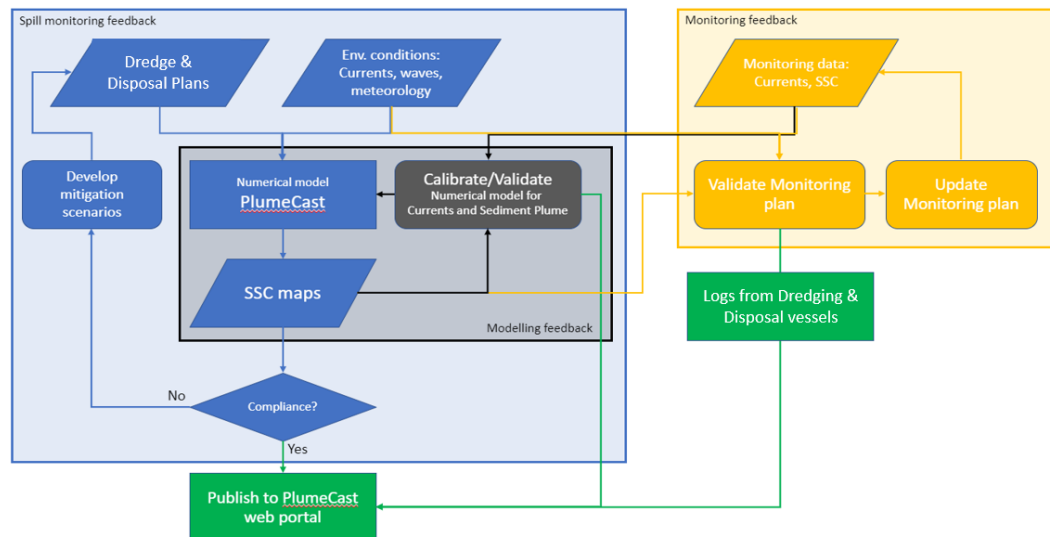 Spill monitoring feedback
Dredge &
Disposal Plans
Env. conditions:
Currents, waves,
meteorology
Monitoring feedback
Monitoring data:
Currents, SSC
Develop
mitigation
scenarios
Numerical model
PlumeCast
Calibrate/Validate
Numerical model for
Currents and Sediment Plume
Validate Monitoring
plan
Update
Monitoring plan
SSC maps
Modelling feedback
Logs from Dredging &
Disposal vessels
No
Compliance?
Yes
Publish to PlumeCast
web portal